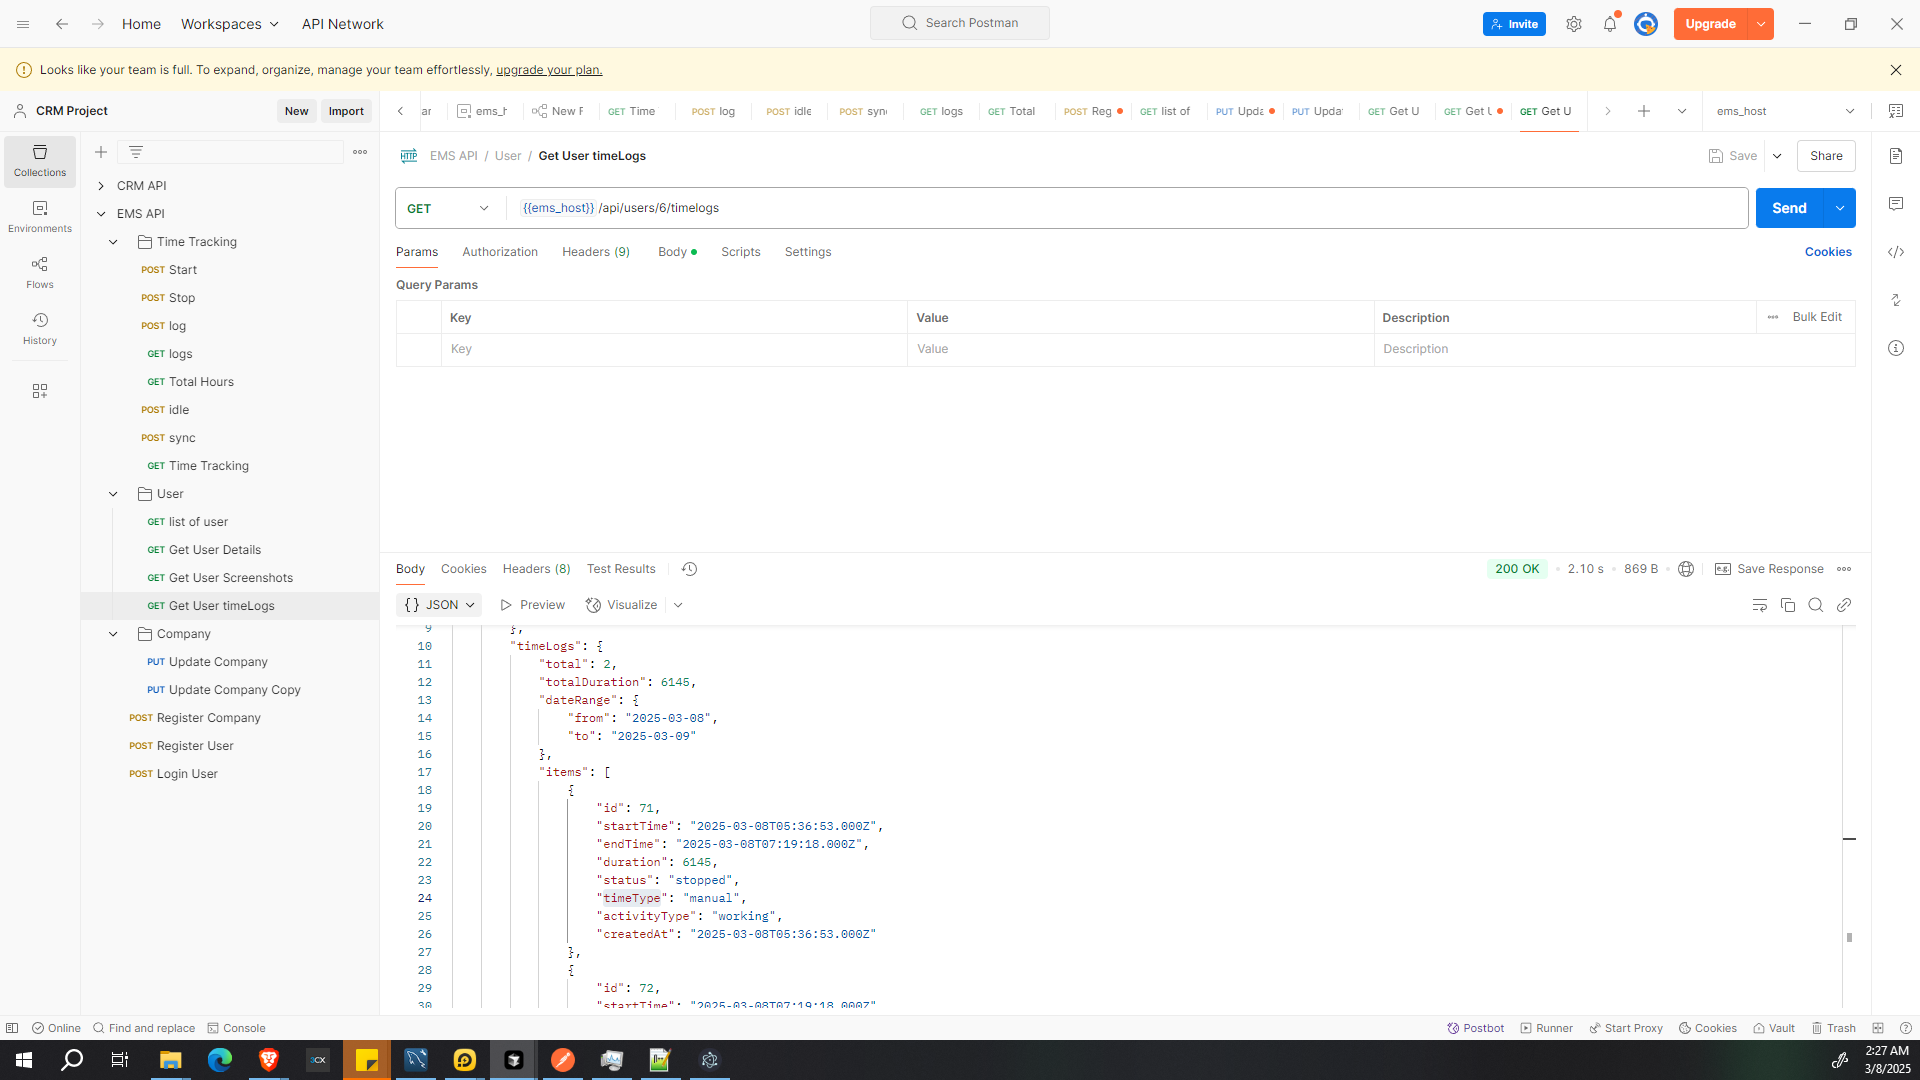 Home
Workspaces
API Network
Search Postman
Invite
Upgrade
Looks like your team is full. To expand, organize, manage your team effortlessly, upgrade your plan.
CRM Project
New
Import
ems_h
New F
GET Time
POST log
POST idle
POST syn
GET logs
GET Total
POST Reg
GET list of
PUT Upda
PUT Upda
GET Get U
GET Get U
GET Get U
ems_host
Collections
Environments
Flows
History
CRM API
EMS API
Time Tracking
POST Start
POST Stop
POST log
GET logs
GET Total Hours
POST idle
POST sync
GET Time Tracking
User
GET list of user
GET Get User Details
GET Get User Screenshots
GET Get User timeLogs
Company
PUT Update Company
PUT Update Company Copy
POST Register Company
POST Register User
POST Login User
HTTP EMS API / User / Get User timeLogs
Save
Share
GET
{{ems_host}} /api/users/6/timelogs
Send
Params
Authorization
Headers (9)
Body
Scripts
Settings
Cookies
Query Params
Key
Value
Description
Bulk Edit
Key
Value
Description
Body
Cookies
Headers (8)
Test Results
200 OK
2.10 s
869 B
e.g. Save Response
{} JSON
Preview
Visualize
9 },
10 "timeLogs": {
11 "total": 2,
12 "totalDuration": 6145,
13 "dateRange": {
14 "from": "2025-03-08",
15 "to": "2025-03-09"
16 },
17 "items": [
18 {
19 "id": 71,
20 "startTime": "2025-03-08T05:36:53.000Z",
21 "endTime": "2025-03-08T07:19:18.000Z",
22 "duration": 6145,
23 "status": "stopped",
24 "timeType": "manual",
25 "activityType": "working",
26 "createdAt": "2025-03-08T05:36:53.000Z"
27 },
28 {
29 "id": 72,
30 "startTime": "2025-03-08T07:19:18.000Z"
Online
Find and replace
Console
Postbot
Runner
Start Proxy
Cookies
Vault
Trash
2:27 AM
3/8/2025